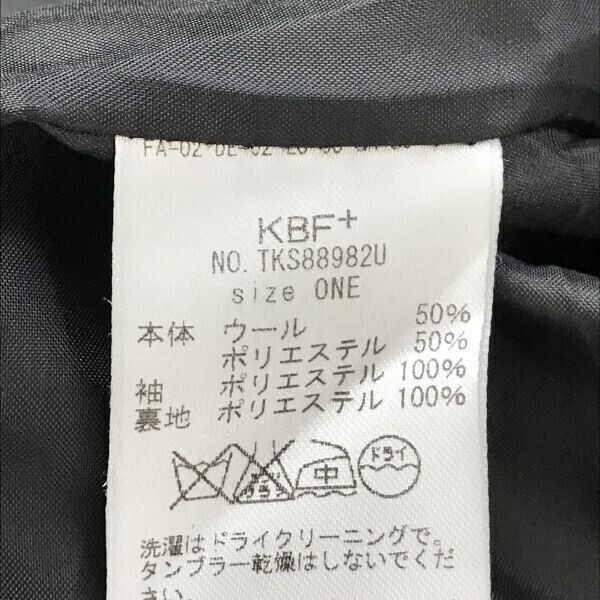 KBF+
NO. TKS88982U
size ONE
本体 ウール 50%
ポリエステル 50%
袖 ポリエステル 100%
裏地 ポリエステル 100%
中 ドライ
洗濯はドライクリーニングで。
タンブラー乾燥はしないでくだ
さい。